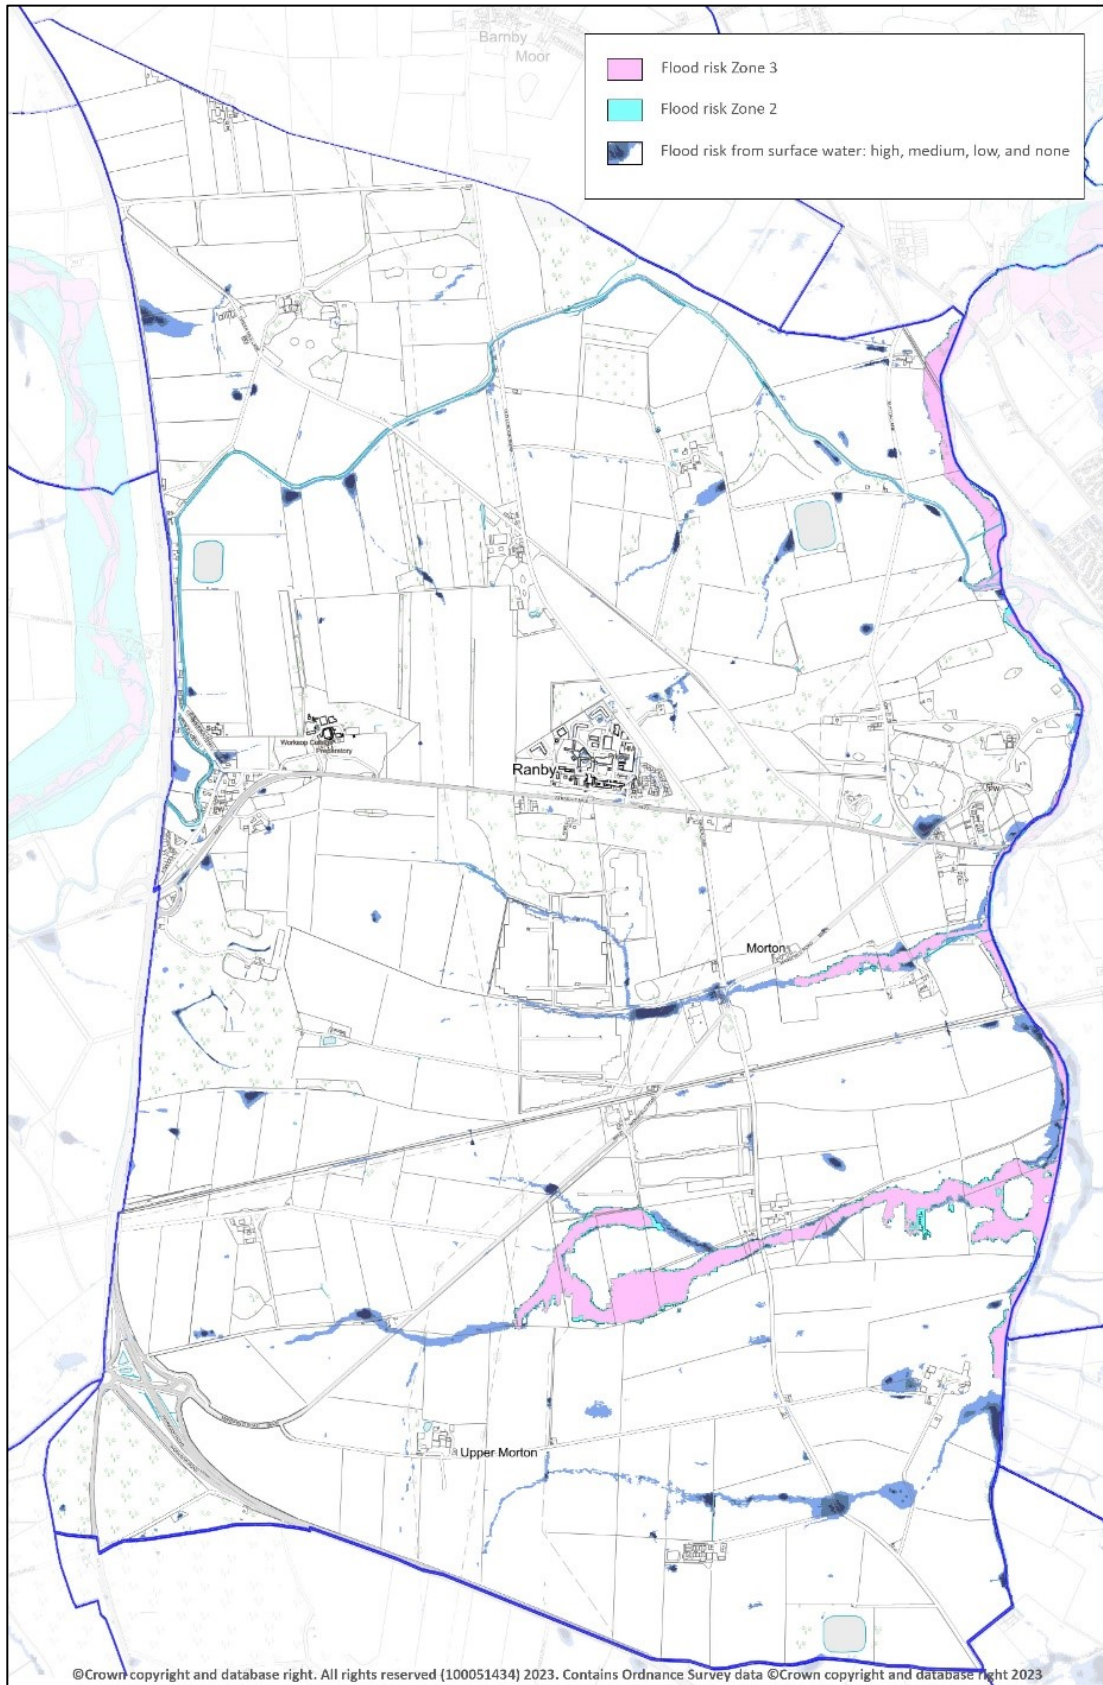 Barnby
Moor
Flood risk Zone 3
Flood risk Zone 2
Flood risk from surface water: high, medium, low, and none
Worksop College
Preparatory
Ranby
Morton
Upper Morton
©Crown copyright and database right. All rights reserved (100051434) 2023. Contains Ordnance Survey data ©Crown copyright and database right 2023